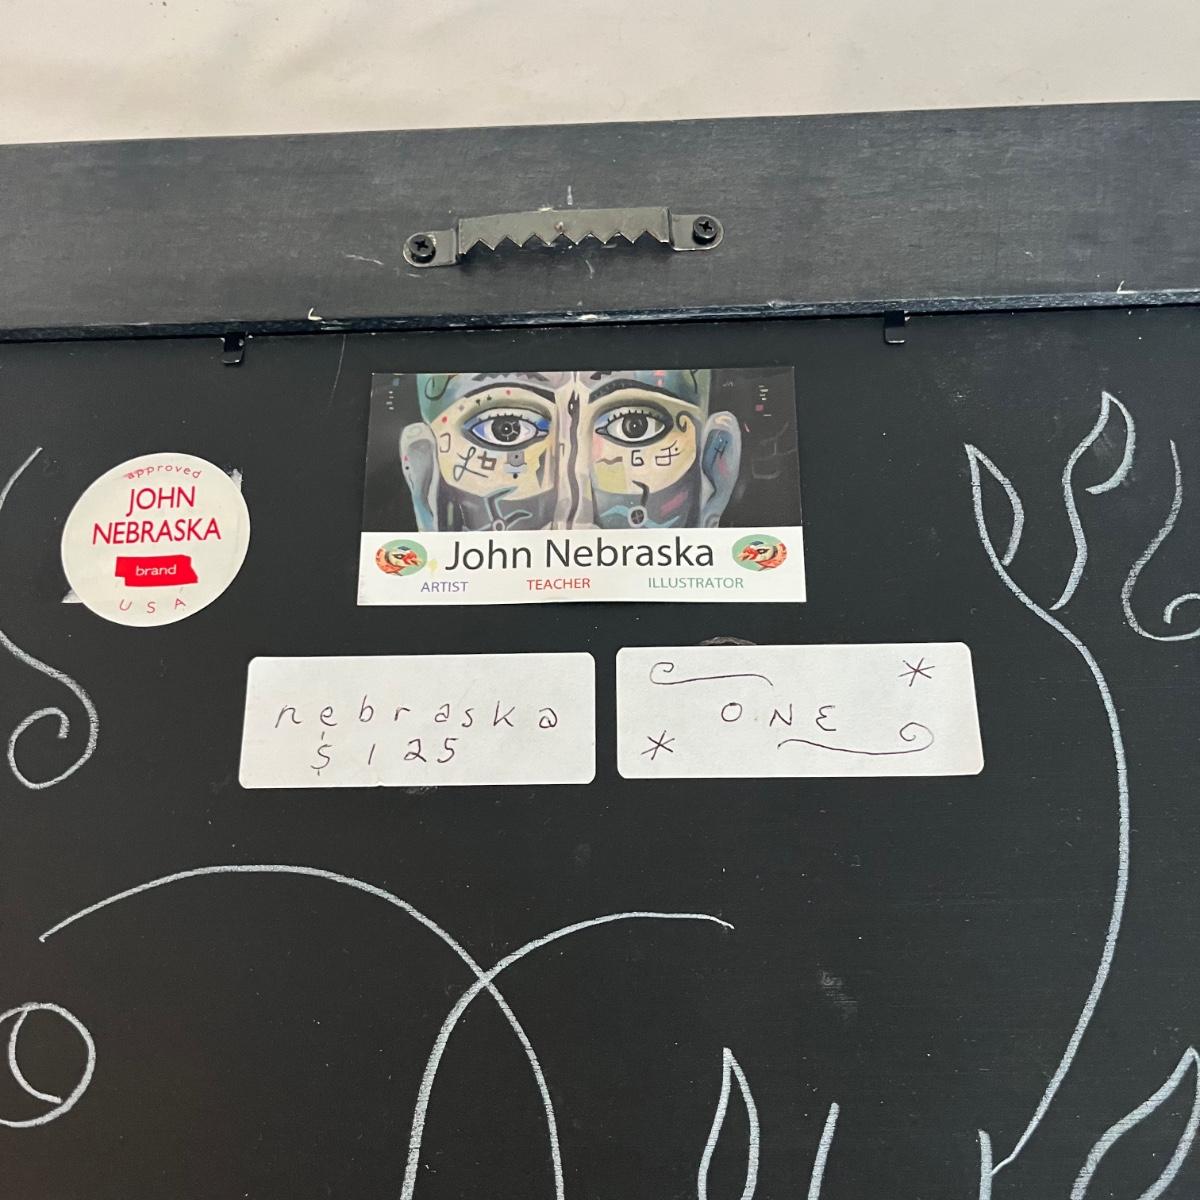 approved
JOHN
NEBRASKA
brand
USA
John Nebraska
ARTIST TEACHER ILLUSTRATOR
nebraska
$125
ONE